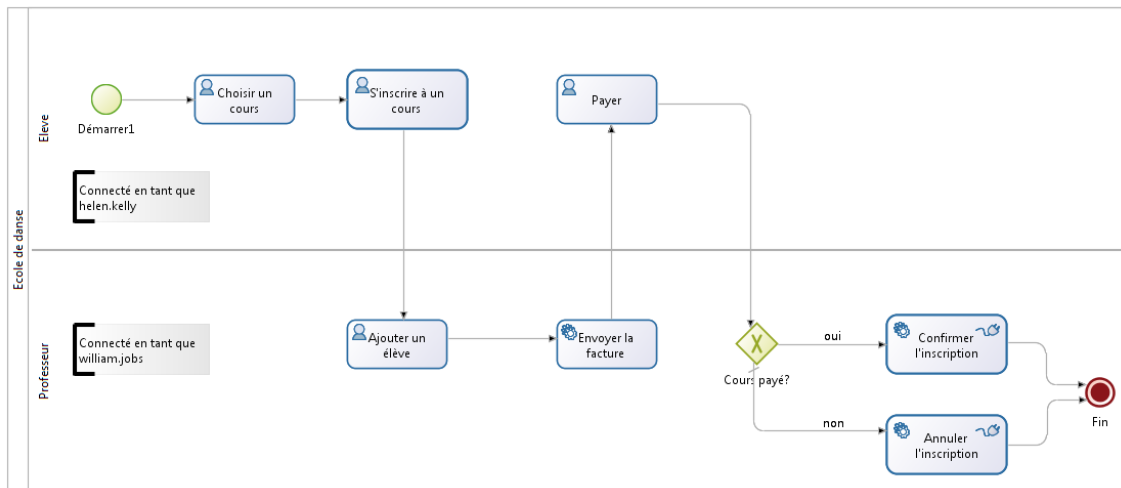 Ecole de danse
Eleve
Démarrer1
Choisir un
cours
S'inscrire à un
cours
Payer
Connecté en tant que
helen.kelly
Professeur
Connecté en tant que
william.jobs
Ajouter un
élève
Envoyer la
facture
Cours payé?
oui
non
Confirmer
l'inscription
Annuler
l'inscription
Fin